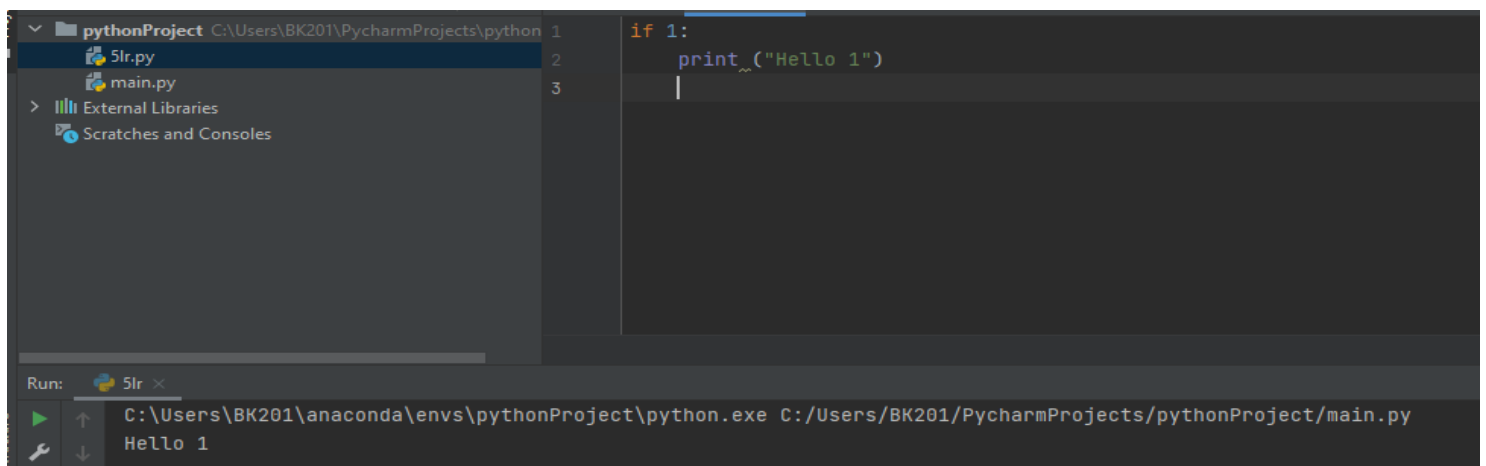 pythonProject C:\Users\BK201\PycharmProjects\python
5lr.py
main.py
External Libraries
Scratches and Consoles
1 if 1:
2 print ("Hello 1")
3
Run: 5lr
C:\Users\BK201\anaconda\envs\pythonProject\python.exe C:/Users/BK201/PycharmProjects/pythonProject/main.py
Hello 1